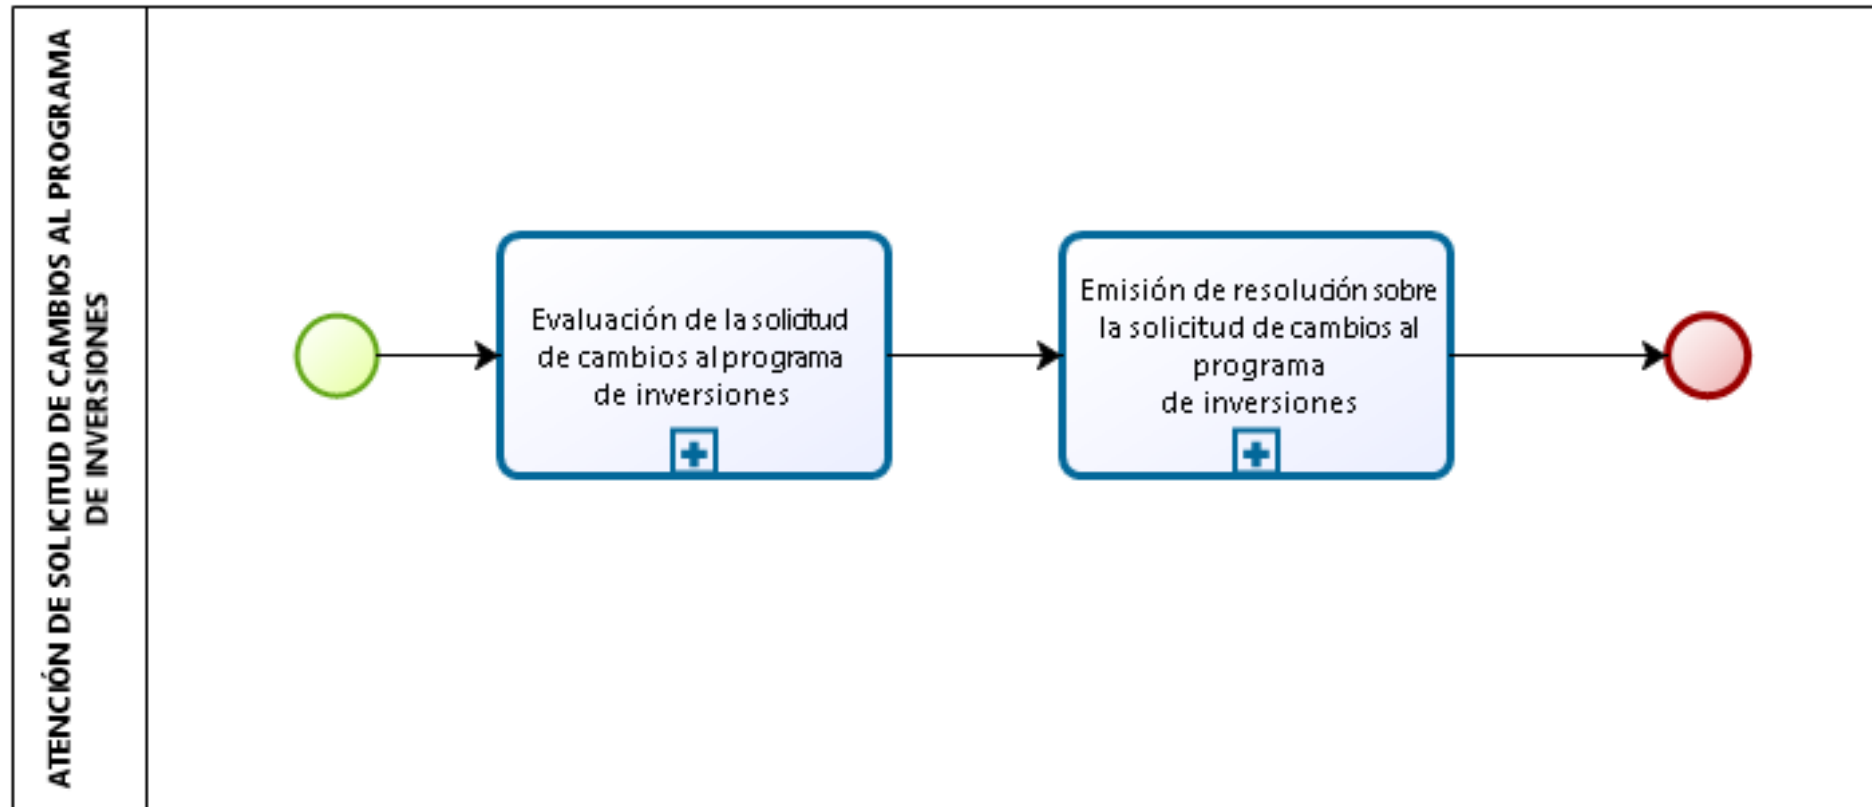 ATENCIÓN DE SOLICITUD DE CAMBIOS AL PROGRAMA
DE INVERSIONES
Evaluación de la solicitud
de cambios al programa
de inversiones
Emisión de resolución sobre
la solicitud de cambios al
programa
de inversiones